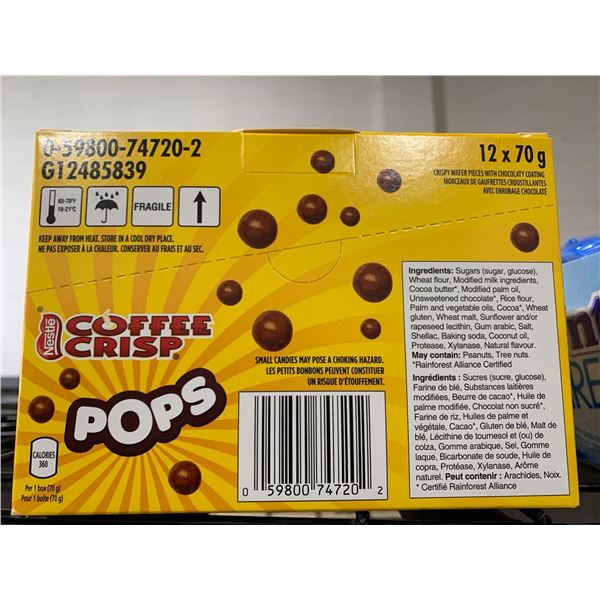 0-59800-74720-2
G12485839
65-70°F
18-21°C
FRAGILE
KEEP AWAY FROM HEAT. STORE IN A COOL DRY PLACE.
NE PAS EXPOSER À LA CHALEUR. CONSERVER AU FRAIS ET AU SEC.
12 x 70 g
CRISPY WAFER PIECES WITH CHOCOLATY COATING
MORCEAUX DE GAUFRETTES CROUSTILLANTES
AVEC ENROBAGE CHOCOLATÉ
Nestlé
COFFEE
CRISP
POPS
CALORIES
360
Per 1 box (70 g)
Pour 1 boîte (70 g)
SMALL CANDIES MAY POSE A CHOKING HAZARD.
LES PETITS BONBONS PEUVENT CONSTITUER
UN RISQUE D'ÉTOUFFEMENT.
0 59800 74720 2
Ingredients: Sugars (sugar, glucose),
Wheat flour, Modified milk ingredients,
Cocoa butter*, Modified palm oil,
Unsweetened chocolate*, Rice flour,
Palm and vegetable oils, Cocoa*, Wheat
gluten, Wheat malt, Sunflower and/or
rapeseed lecithin, Gum arabic, Salt,
Shellac, Baking soda, Coconut oil,
Protease, Xylanase, Natural flavour.
May contain: Peanuts, Tree nuts.
*Rainforest Alliance Certified
Ingrédients : Sucres (sucre, glucose),
Farine de blé, Substances laitières
modifiées, Beurre de cacao*, Huile de
palme modifiée, Chocolat non sucré*,
Farine de riz, Huiles de palme et
végétale, Cacao*, Gluten de blé, Malt de
blé, Lécithine de tournesol et (ou) de
colza, Gomme arabique, Sel, Gomme
laque, Bicarbonate de soude, Huile de
copra, Protéase, Xylanase, Arôme
naturel. Peut contenir : Arachides, Noix.
* Certifié Rainforest Alliance